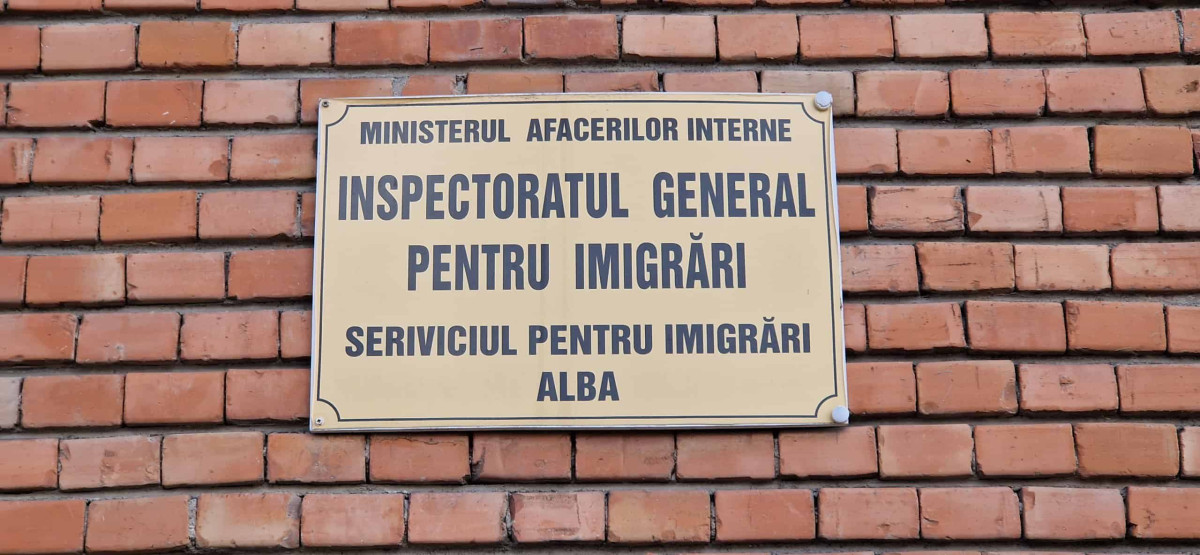 MINISTERUL AFACERILOR INTERNE
INSPECTORATUL GENERAL
PENTRU IMIGRĂRI
SERIVICIUL PENTRU IMIGRĂRI
ALBA